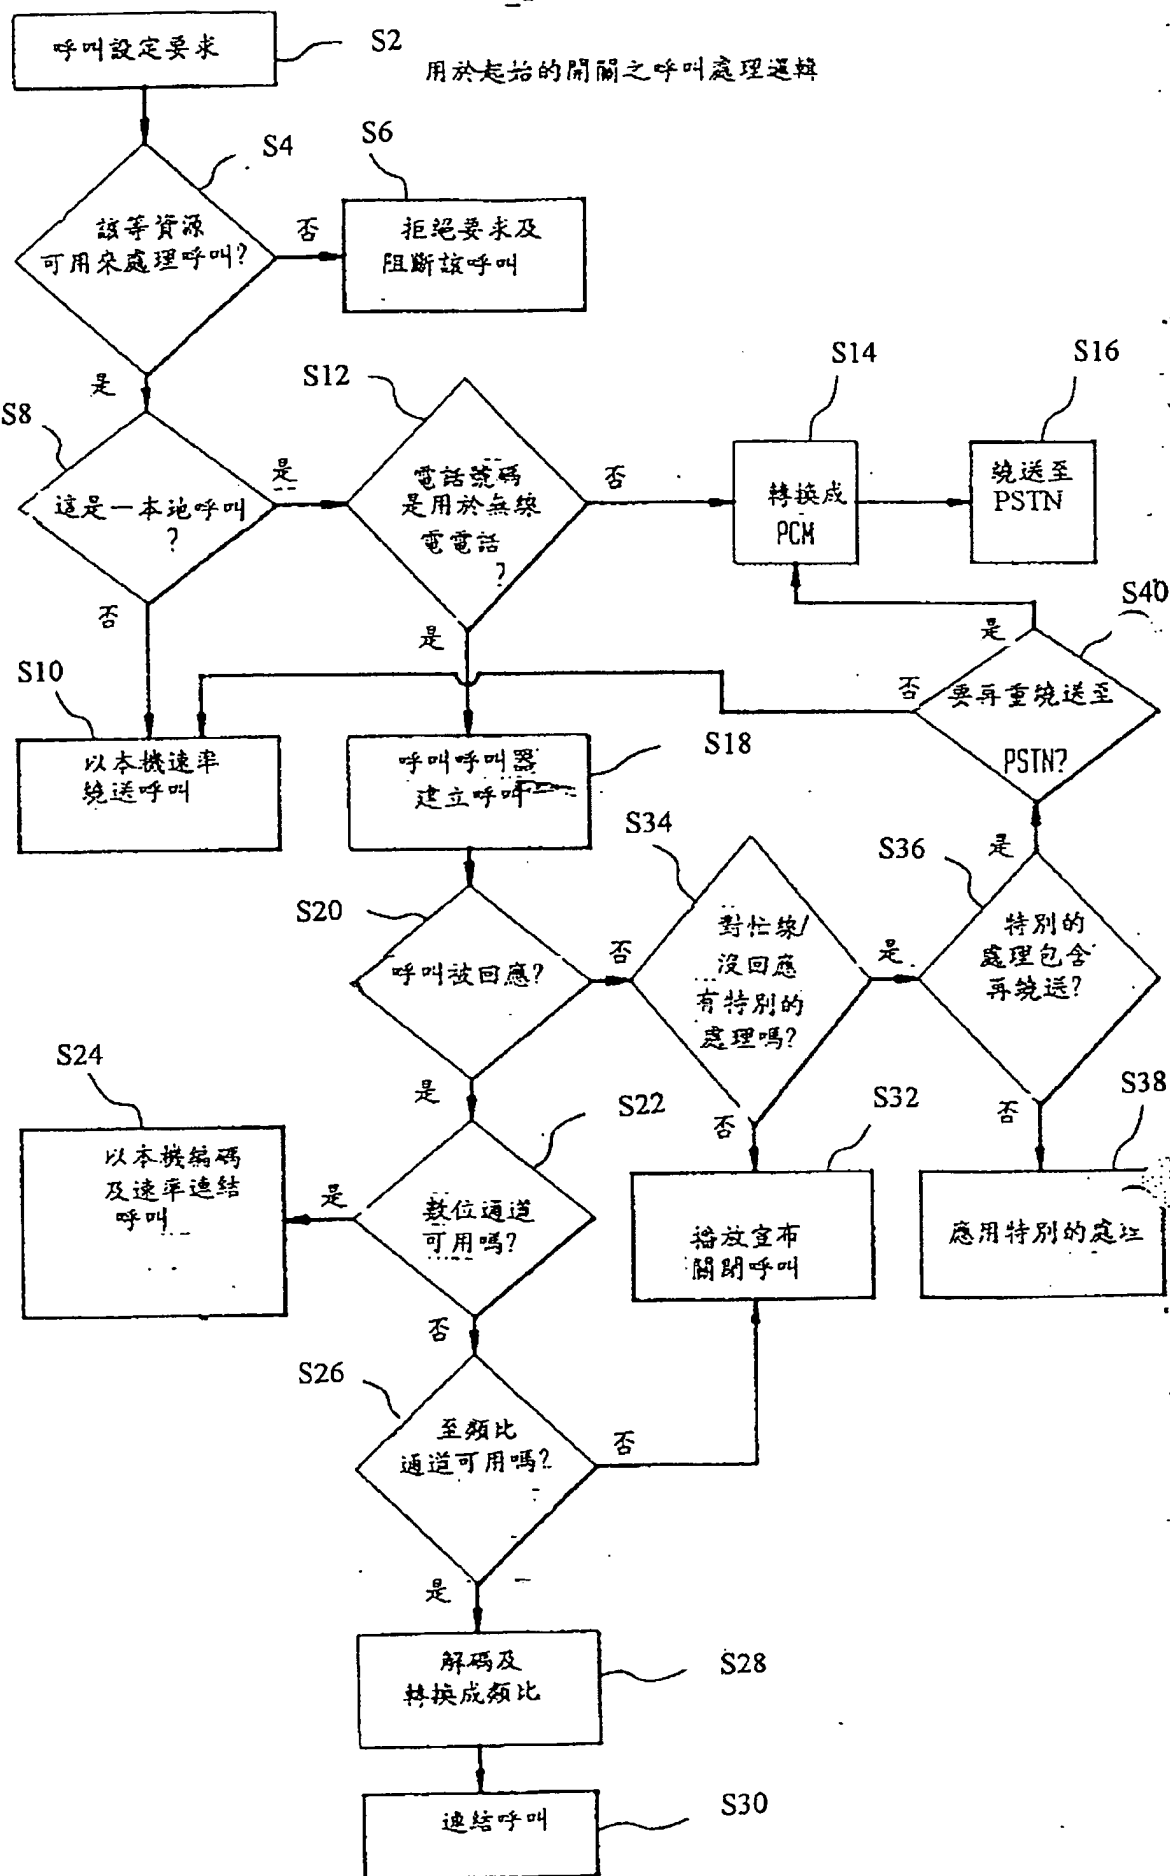 呼叫設定要求
S2
用於起始的開關之呼叫處理邏輯
S4
該等資源
可用來處理呼叫?
否
S6
拒絕要求及
阻斷該呼叫
是
S8
這是一本地呼叫
?
是
否
S12
電話號碼
是用於無線
電電話
?
否
是
S14
轉換成
PCM
S16
繞送至
PSTN
S40
要再重繞送至
PSTN?
是
否
S10
以本機速率
繞送呼叫
S18
呼叫呼叫器
建立呼叫
S20
呼叫被回應?
否
是
S34
對忙線/
沒回應
有特別的
處理嗎?
是
否
S36
特別的
處理包含
再繞送?
是
否
S24
以本機編碼
及速率連結
呼叫
S22
數位通道
可用嗎?
是
否
S32
播放宣布
關閉呼叫
S38
應用特別的處理
S26
至類比
通道可用嗎?
否
是
S28
解碼及
轉換成類比
S30
連結呼叫